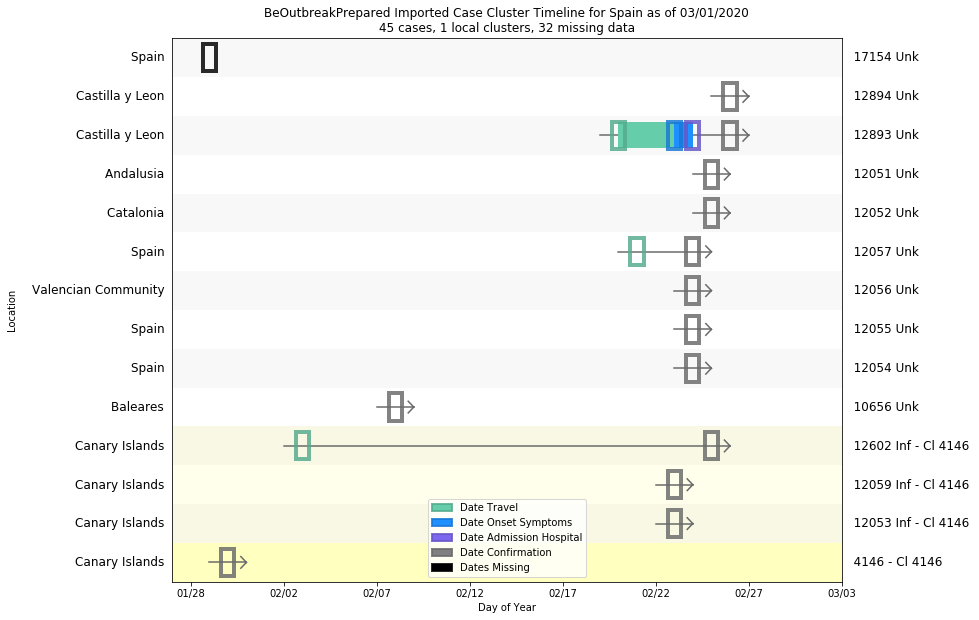 BeOutbreakPrepared Imported Case Cluster Timeline for Spain as of 03/01/2020
45 cases, 1 local clusters, 32 missing data
Spain 17154 Unk
Castilla y Leon 12894 Unk
Castilla y Leon 12893 Unk
Andalusia 12051 Unk
Catalonia 12052 Unk
Spain 12057 Unk
Valencian Community 12056 Unk
Spain 12055 Unk
Spain 12054 Unk
Baleares 10656 Unk
Canary Islands 12602 Inf - Cl 4146
Canary Islands 12059 Inf - Cl 4146
Canary Islands 12053 Inf - Cl 4146
Canary Islands 4146 - Cl 4146
Location
Date Travel
Date Onset Symptoms
Date Admission Hospital
Date Confirmation
Dates Missing
01/28 02/02 02/07 02/12 02/17 02/22 02/27 03/03
Day of Year